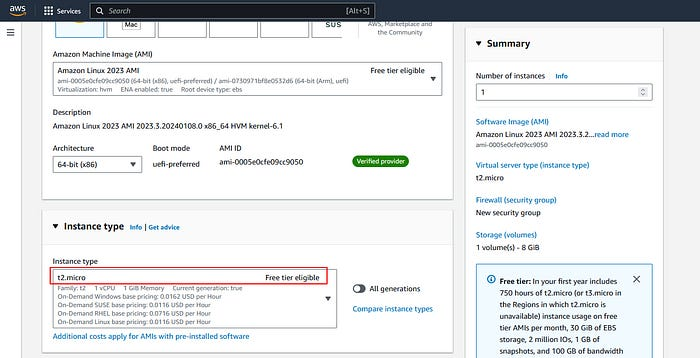 aws
Services
Search
[Alt+S]
Mac
SUS
AWS, Marketplace and
the Community
Amazon Machine Image (AMI)
Amazon Linux 2023 AMI
Free tier eligible
ami-0005e0cfe09cc9050 (64-bit (x86), uefi-preferred) / ami-0730971bf8e0532d6 (64-bit (Arm), uefi)
Virtualization: hvm ENA enabled: true Root device type: ebs
Description
Amazon Linux 2023 AMI 2023.3.20240108.0 x86_64 HVM kernel-6.1
Architecture
Boot mode
AMI ID
64-bit (x86)
uefi-preferred
ami-0005e0cfe09cc9050
Verified provider
Instance type Info | Get advice
Instance type
t2.micro
Free tier eligible
Family: t2 1 vCPU 1 GiB Memory Current generation: true
On-Demand Windows base pricing: 0.0162 USD per Hour
On-Demand SUSE base pricing: 0.0116 USD per Hour
On-Demand RHEL base pricing: 0.0716 USD per Hour
On-Demand Linux base pricing: 0.0116 USD per Hour
All generations
Compare instance types
Additional costs apply for AMIs with pre-installed software
Summary
Number of instances Info
1
Software Image (AMI)
Amazon Linux 2023 AMI 2023.3.2...read more
ami-0005e0cfe09cc9050
Virtual server type (instance type)
t2.micro
Firewall (security group)
New security group
Storage (volumes)
1 volume(s) - 8 GiB
Free tier: In your first year includes
750 hours of t2.micro (or t3.micro in
the Regions in which t2.micro is
unavailable) instance usage on free
tier AMIs per month, 30 GiB of EBS
storage, 2 million IOs, 1 GB of
snapshots, and 100 GB of bandwidth